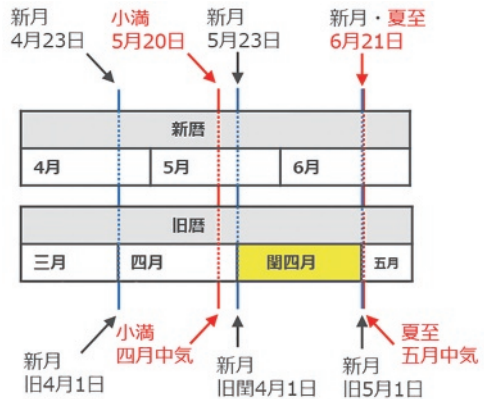 新月
4月23日
小満
5月20日
新月
5月23日
新月・夏至
6月21日
新暦
4月
5月
6月
旧暦
三月
四月
閏四月
五月
新月
旧4月1日
小満
四月中気
新月
旧閏4月1日
新月
旧5月1日
夏至
五月中気